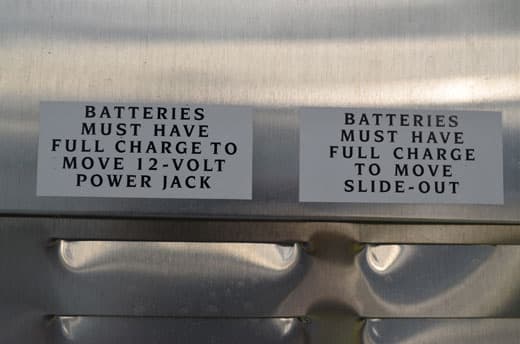 BATTERIES
MUST HAVE
FULL CHARGE TO
MOVE 12-VOLT
POWER JACK
BATTERIES
MUST HAVE
FULL CHARGE
TO MOVE
SLIDE-OUT